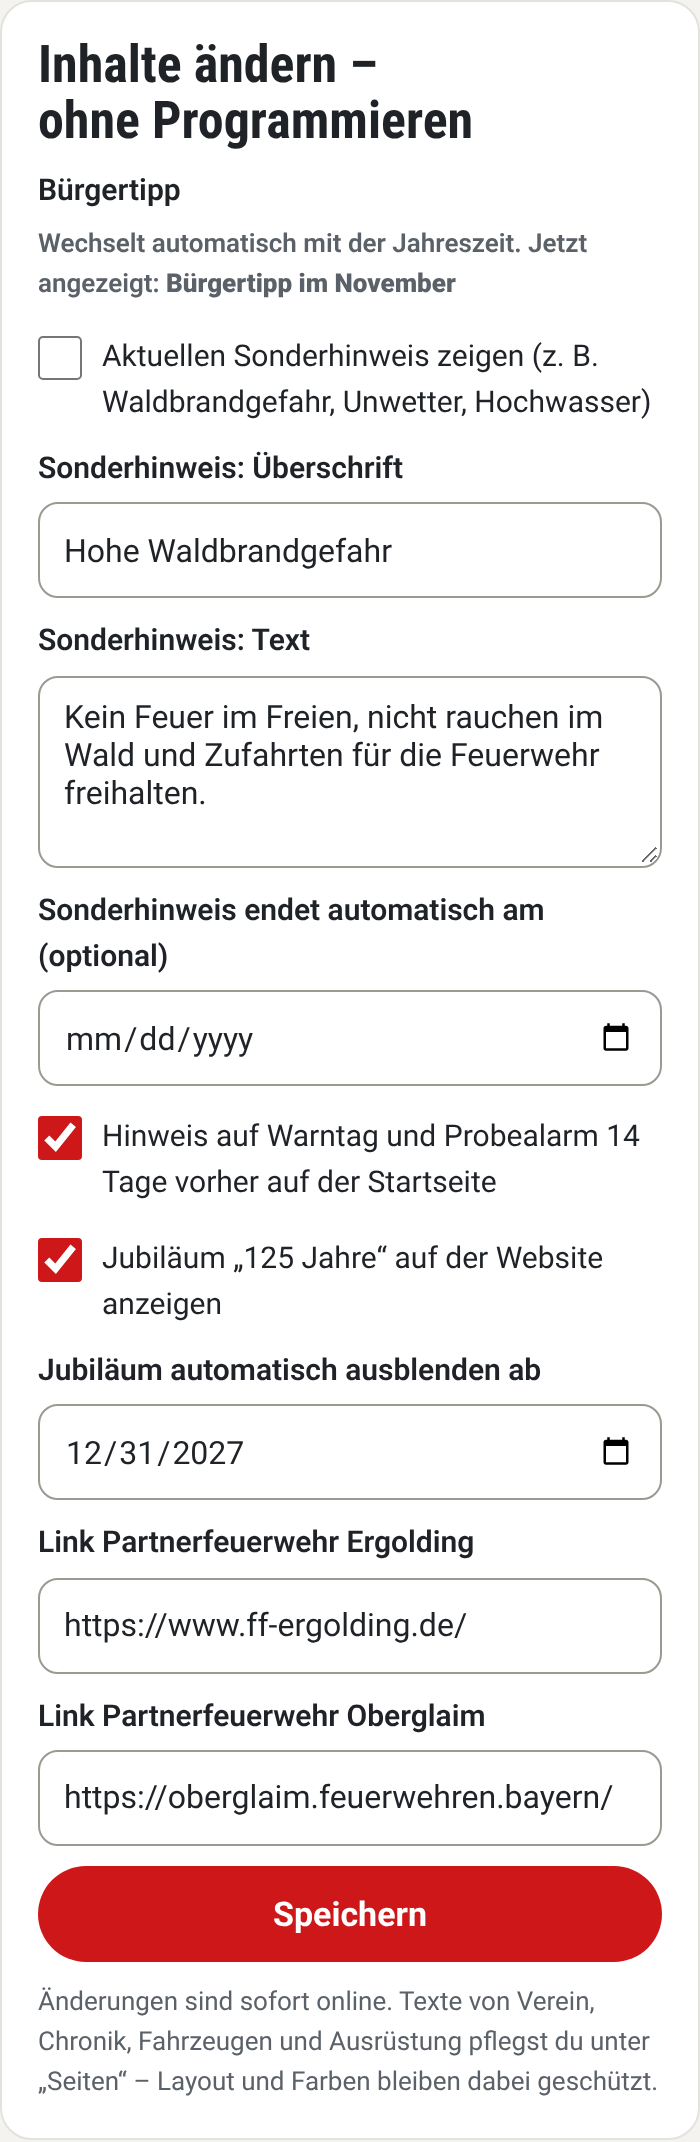 Inhalte ändern –
ohne Programmieren
Bürgertipp
Wechselt automatisch mit der Jahreszeit. Jetzt
angezeigt: Bürgertipp im November
Aktuellen Sonderhinweis zeigen (z. B.
Waldbrandgefahr, Unwetter, Hochwasser)
Sonderhinweis: Überschrift
Hohe Waldbrandgefahr
Sonderhinweis: Text
Kein Feuer im Freien, nicht rauchen im
Wald und Zufahrten für die Feuerwehr
freihalten.
Sonderhinweis endet automatisch am
(optional)
mm/dd/yyyy
Hinweis auf Warntag und Probealarm 14
Tage vorher auf der Startseite
Jubiläum „125 Jahre“ auf der Website
anzeigen
Jubiläum automatisch ausblenden ab
12/31/2027
Link Partnerfeuerwehr Ergolding
https://www.ff-ergolding.de/
Link Partnerfeuerwehr Oberglaim
https://oberglaim.feuerwehren.bayern/
Speichern
Änderungen sind sofort online. Texte von Verein,
Chronik, Fahrzeugen und Ausrüstung pflegst du unter
„Seiten“ – Layout und Farben bleiben dabei geschützt.